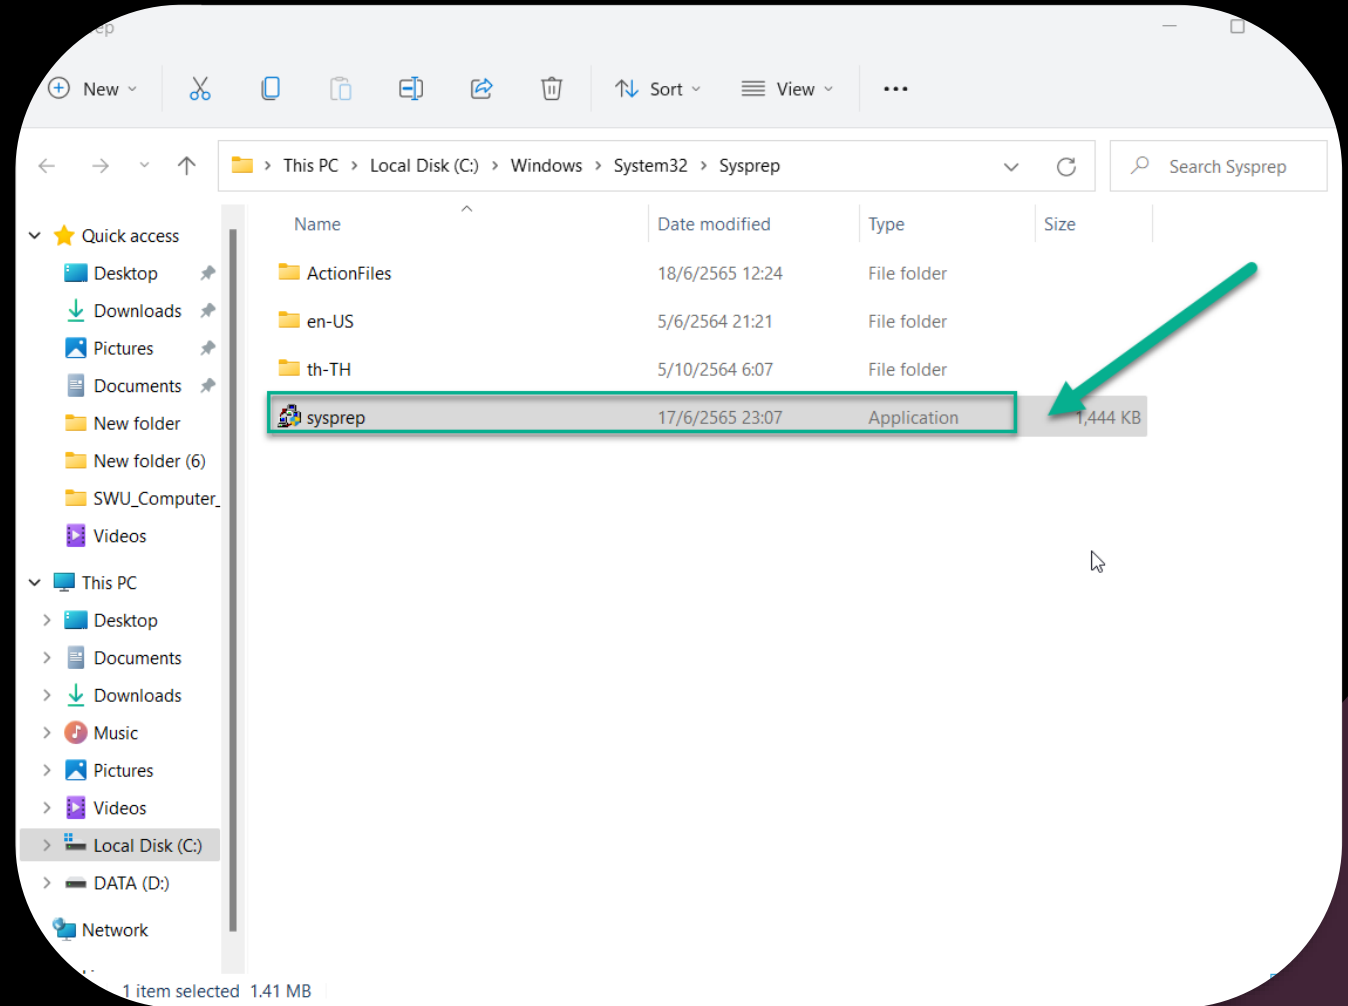 New
Sort
View
This PC
Local Disk (C:)
Windows
System32
Sysprep
Search Sysprep
Quick access
Desktop
Downloads
Pictures
Documents
New folder
New folder (6)
SWU_Computer_
Videos
This PC
Desktop
Documents
Downloads
Music
Pictures
Videos
Local Disk (C:)
DATA (D:)
Network
Name Date modified Type Size
ActionFiles 18/6/2565 12:24 File folder
en-US 5/6/2564 21:21 File folder
th-TH 5/10/2564 6:07 File folder
sysprep 17/6/2565 23:07 Application 1,444 KB
1 item selected 1.41 MB